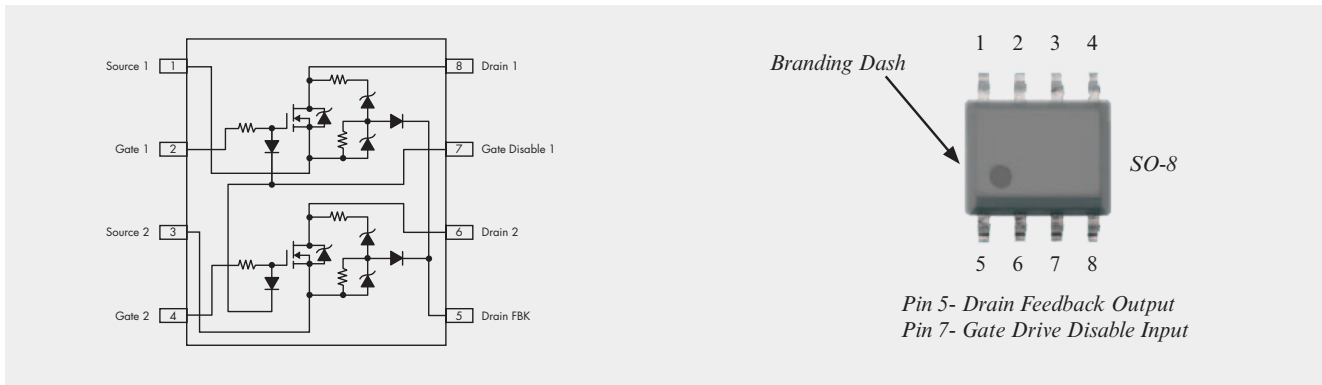 Source 1 1
8 Drain 1
Gate 1 2
7 Gate Disable 1
Source 2 3
6 Drain 2
Gate 2 4
5 Drain FBK
1 2 3 4
Branding Dash
SO-8
5 6 7 8
Pin 5- Drain Feedback Output
Pin 7- Gate Drive Disable Input